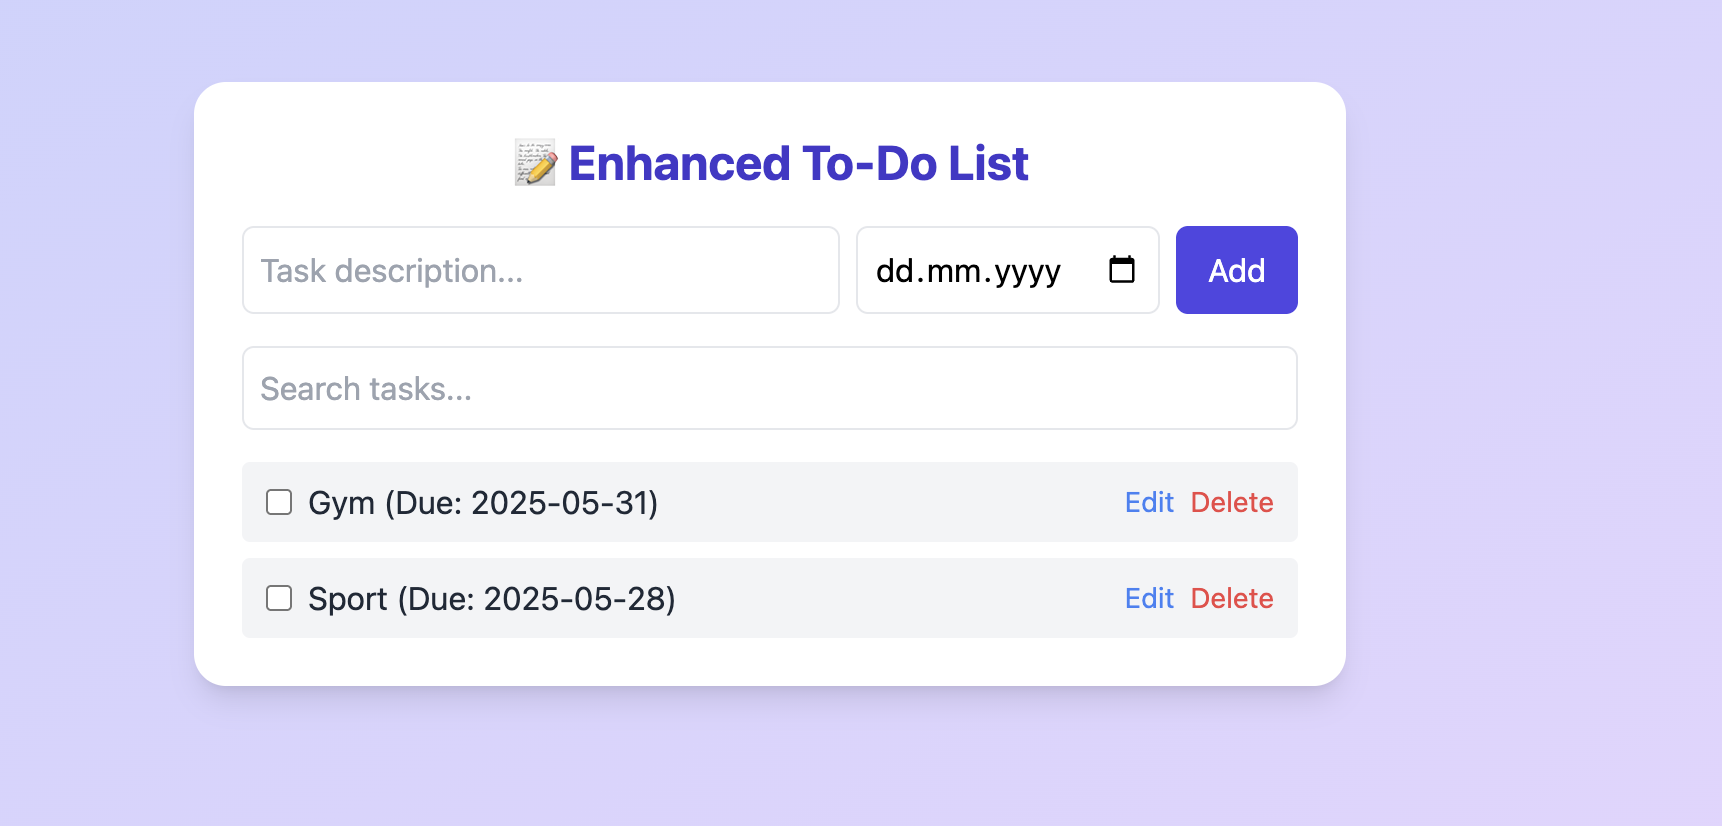 Enhanced To-Do List
Task description...
dd.mm.yyyy
Add
Search tasks...
Gym (Due: 2025-05-31) Edit Delete
Sport (Due: 2025-05-28) Edit Delete